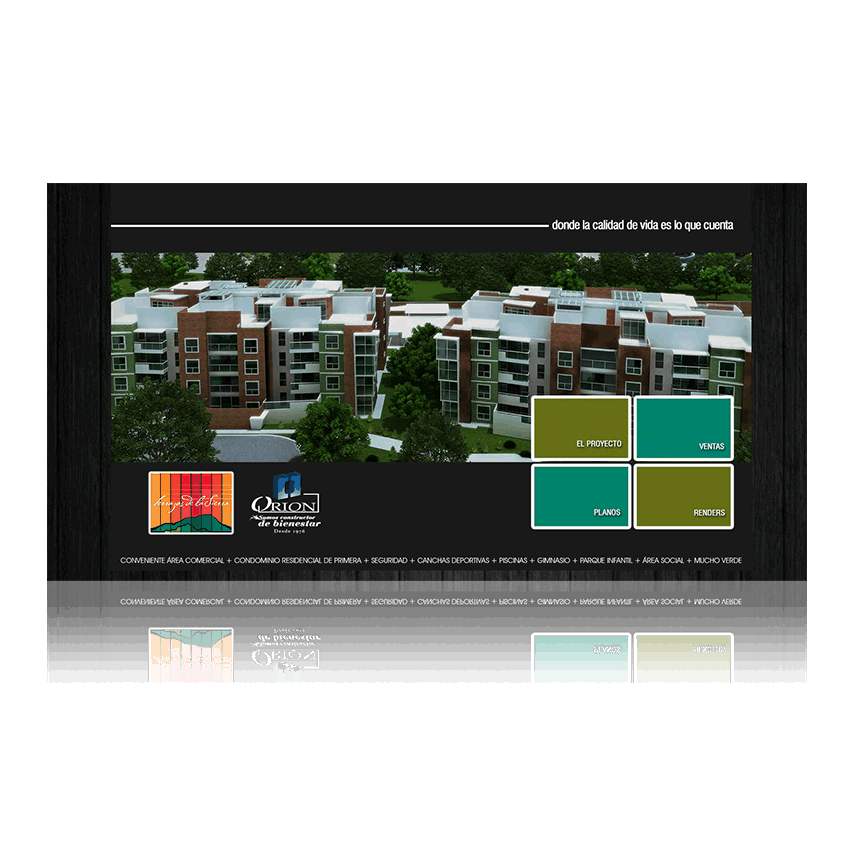 donde la calidad de vida es lo que cuenta
EL PROYECTO
VENTAS
PLANOS
RENDERS
Terrazas de la Sierra
ORION
Somos constructor
de bienestar
Desde 1976
CONVENIENTE ÁREA COMERCIAL + CONDOMINIO RESIDENCIAL DE PRIMERA + SEGURIDAD + CANCHAS DEPORTIVAS + PISCINAS + GIMNASIO + PARQUE INFANTIL + ÁREA SOCIAL + MUCHO VERDE